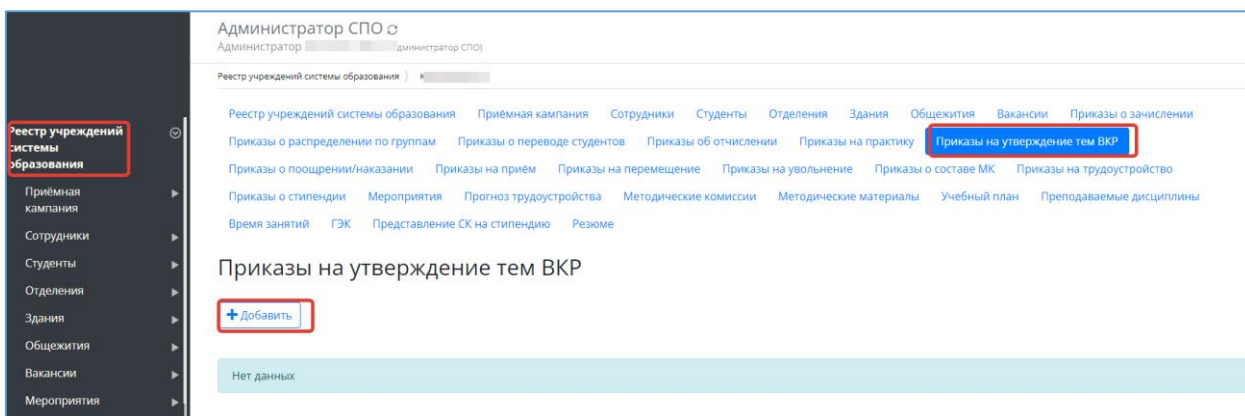 Администратор СПО
Администратор администратор СПО)
Реестр учреждений системы образования
Реестр учреждений системы образования Приёмная кампания Сотрудники Студенты Отделения Здания Общежития Вакансии Приказы о зачислении
Приказы о распределении по группам Приказы о переводе студентов Приказы об отчислении Приказы на практику Приказы на утверждение тем ВКР
Приказы о поощрении/наказании Приказы на приём Приказы на перемещение Приказы на увольнение Приказы о составе МК Приказы на трудоустройство
Приказы о стипендии Мероприятия Прогноз трудоустройства Методические комиссии Методические материалы Учебный план Преподаваемые дисциплины
Время занятий ГЭК Представление СК на стипендию Резюме
Реестр учреждений
системы
образования
Приёмная
кампания
Сотрудники
Студенты
Отделения
Здания
Общежития
Вакансии
Мероприятия
Приказы на утверждение тем ВКР
+ Добавить
Нет данных